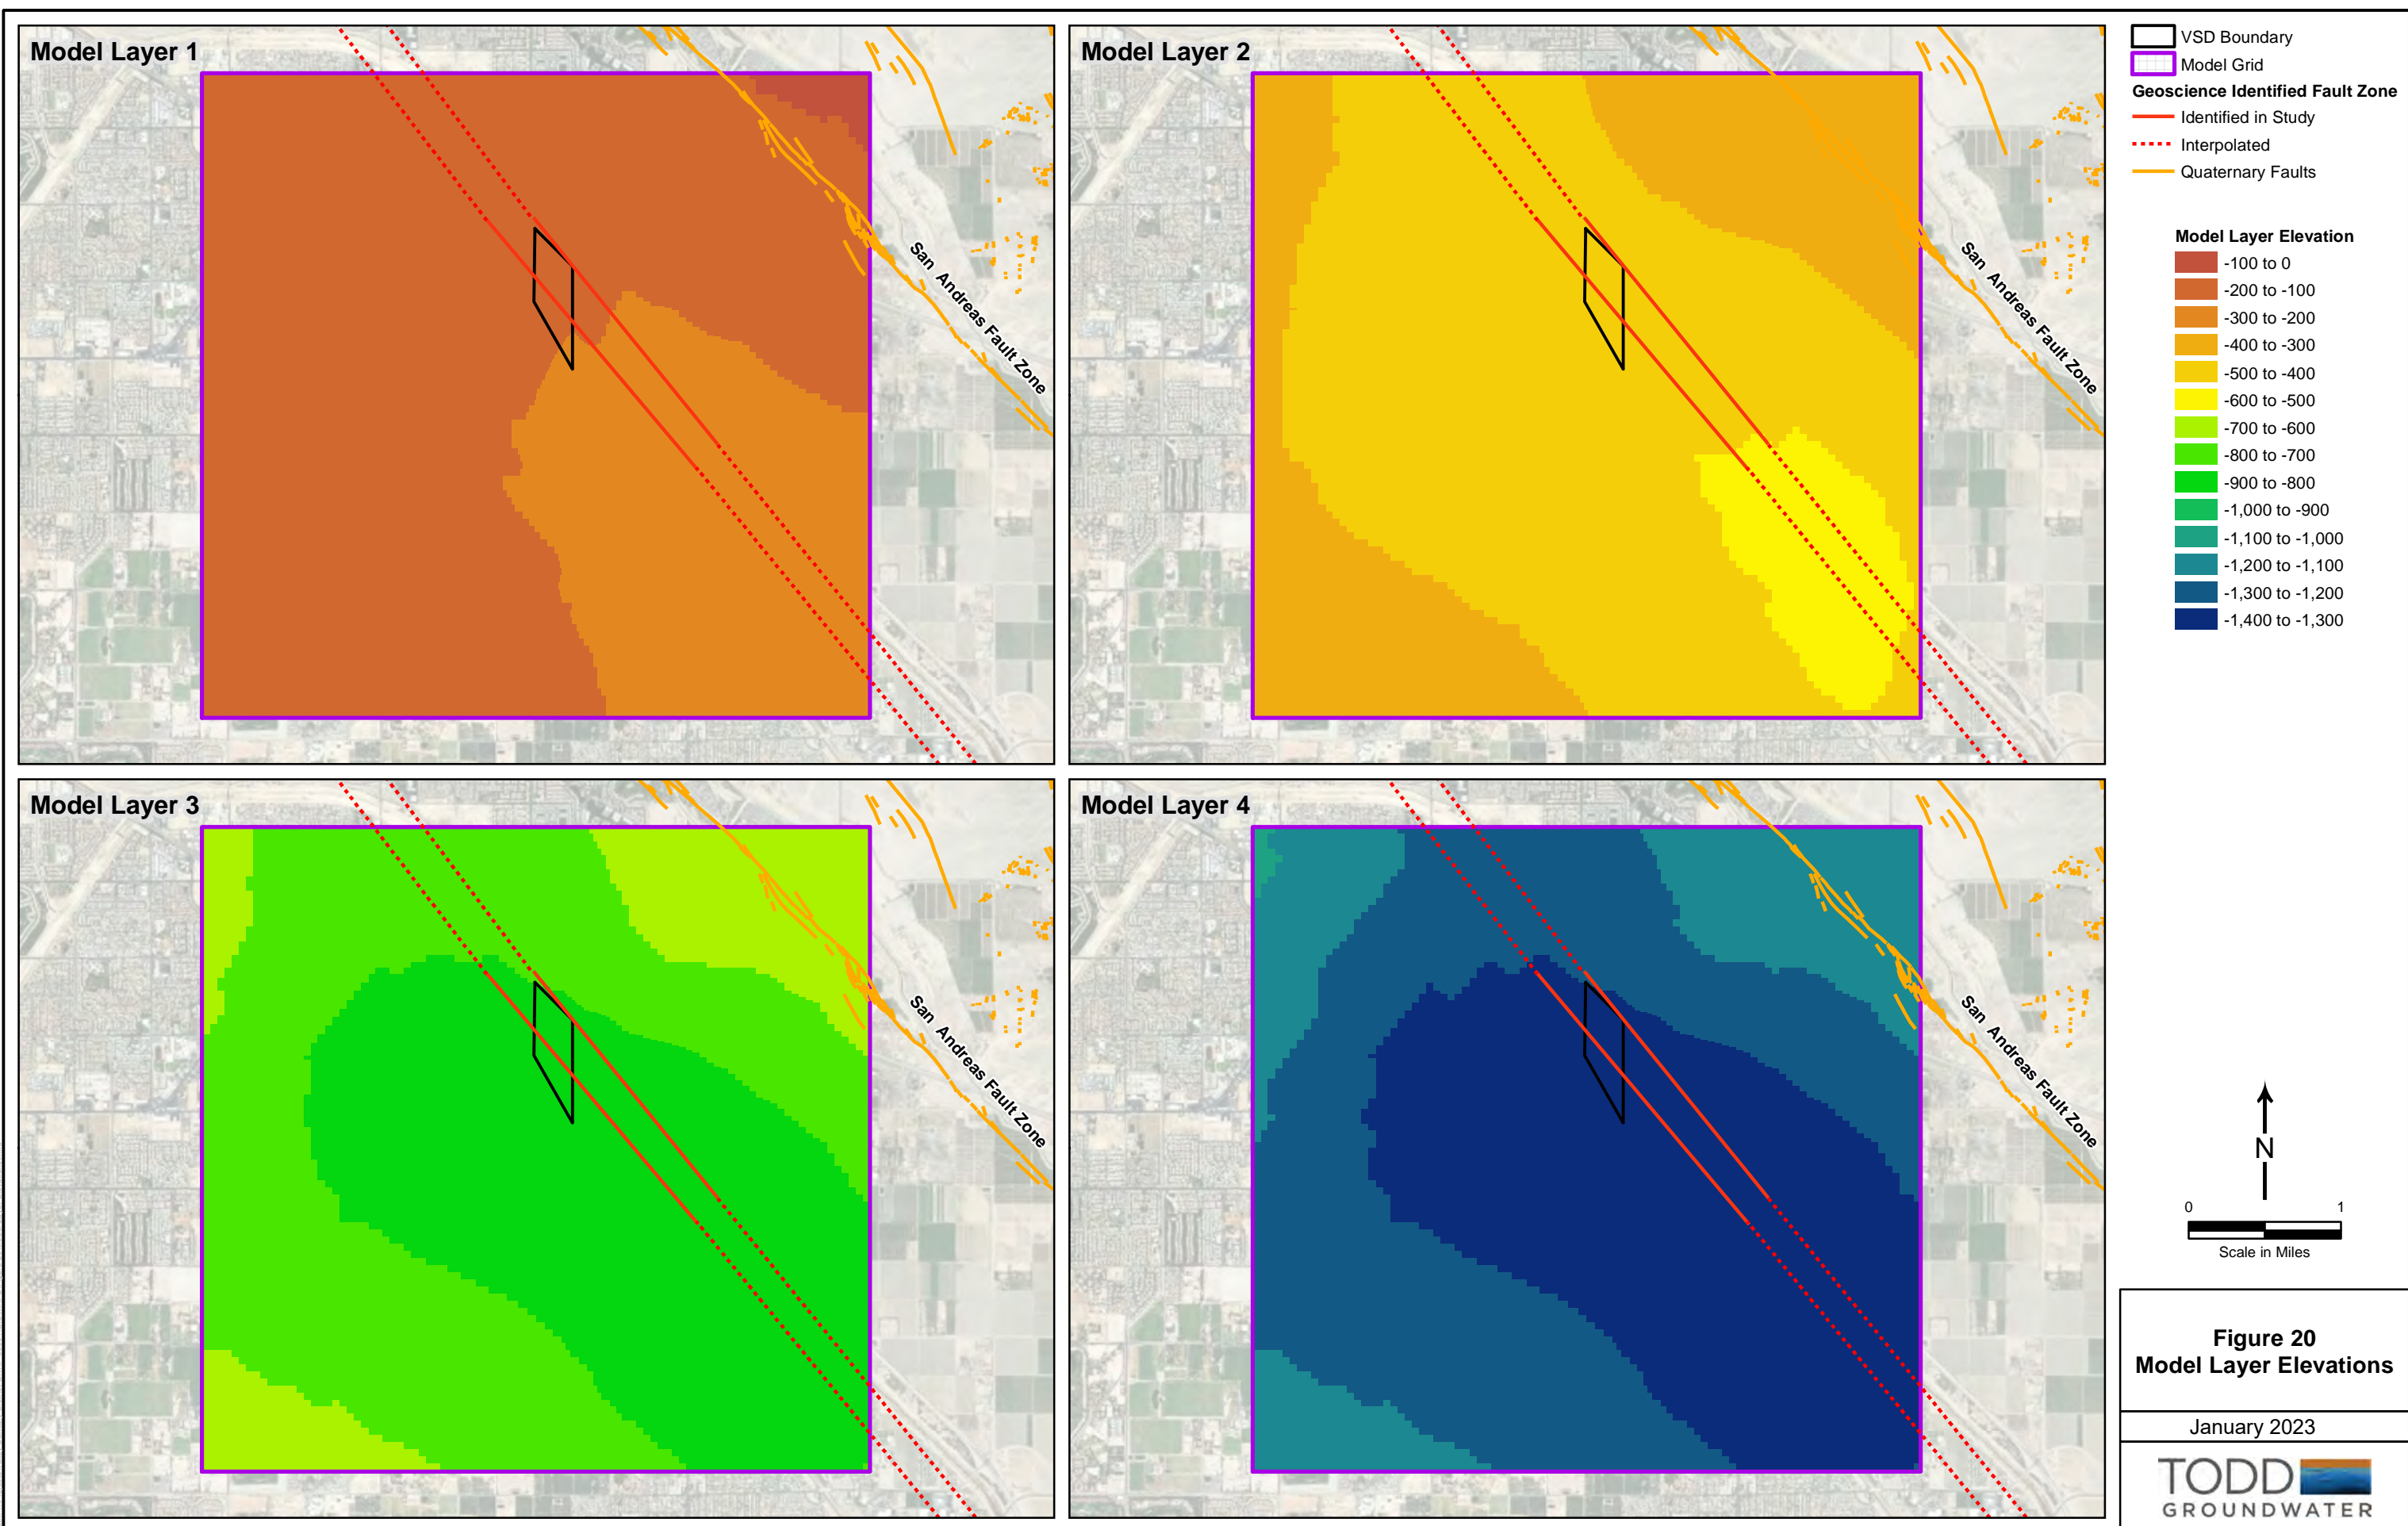 Model Layer 1
San Andreas Fault Zone
Model Layer 2
San Andreas Fault Zone
Model Layer 3
San Andreas Fault Zone
Model Layer 4
San Andreas Fault Zone
VSD Boundary
Model Grid
Geoscience Identified Fault Zone
Identified in Study
Interpolated
Quaternary Faults
Model Layer Elevation
-100 to 0
-200 to -100
-300 to -200
-400 to -300
-500 to -400
-600 to -500
-700 to -600
-800 to -700
-900 to -800
-1,000 to -900
-1,100 to -1,000
-1,200 to -1,100
-1,300 to -1,200
-1,400 to -1,300
N
0 1
Scale in Miles
Figure 20
Model Layer Elevations
January 2023
TODD
GROUNDWATER